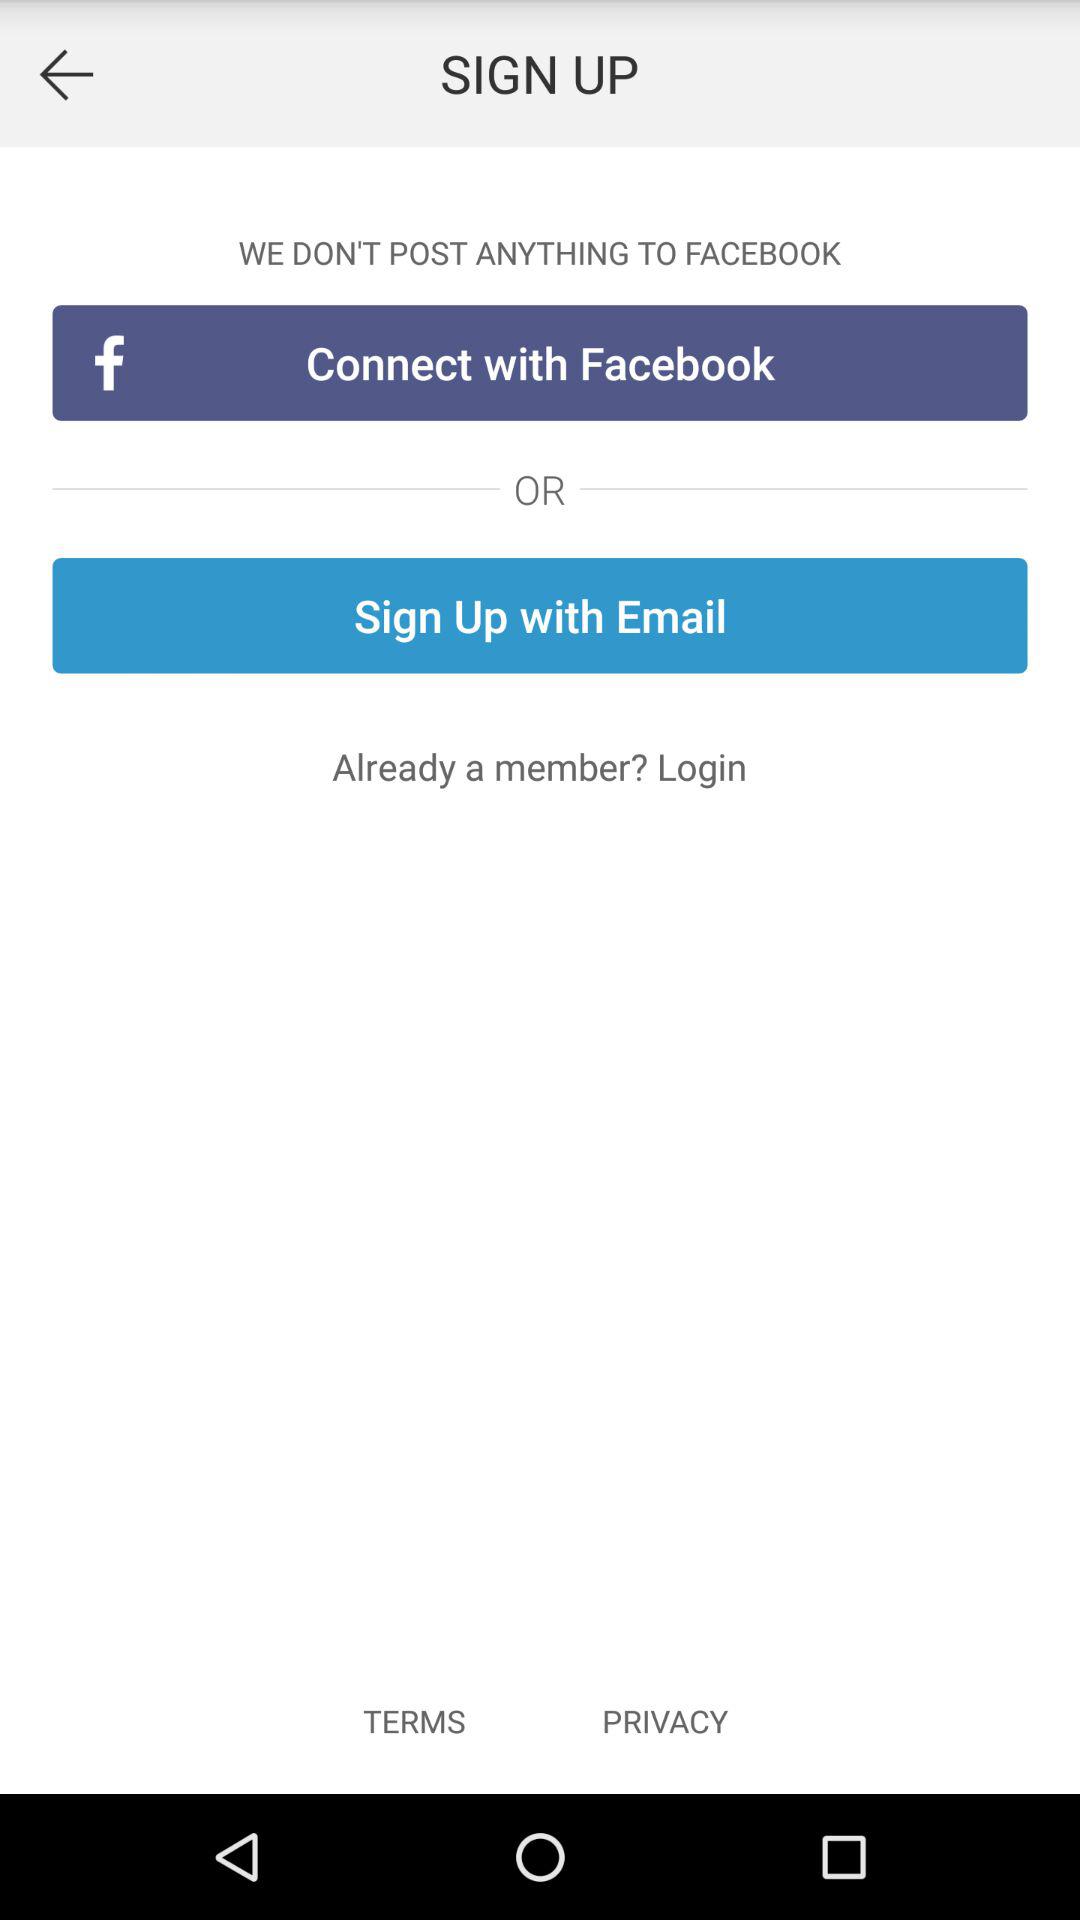 SIGN UP
WE DON'T POST ANYTHING TO FACEBOOK
Connect with Facebook
OR
Sign Up with Email
Already a member? Login
TERMS PRIVACY